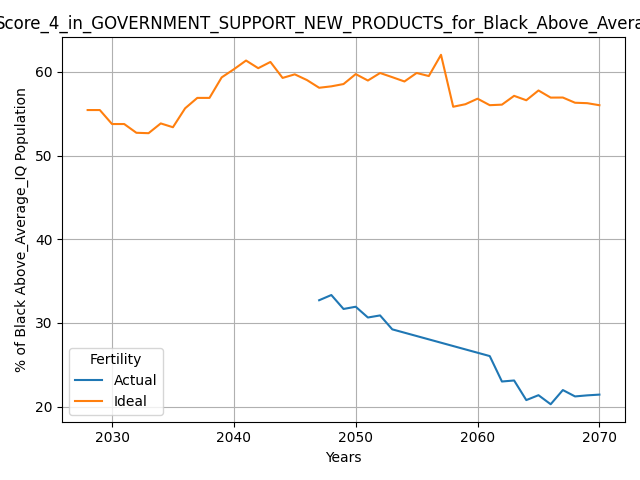 Score_4_in_GOVERNMENT_SUPPORT_NEW_PRODUCTS_for_Black_Above_Avera
% of Black Above_Average_IQ Population
60
50
40
30
20
Fertility
Actual
Ideal
2030 2040 2050 2060 2070
Years